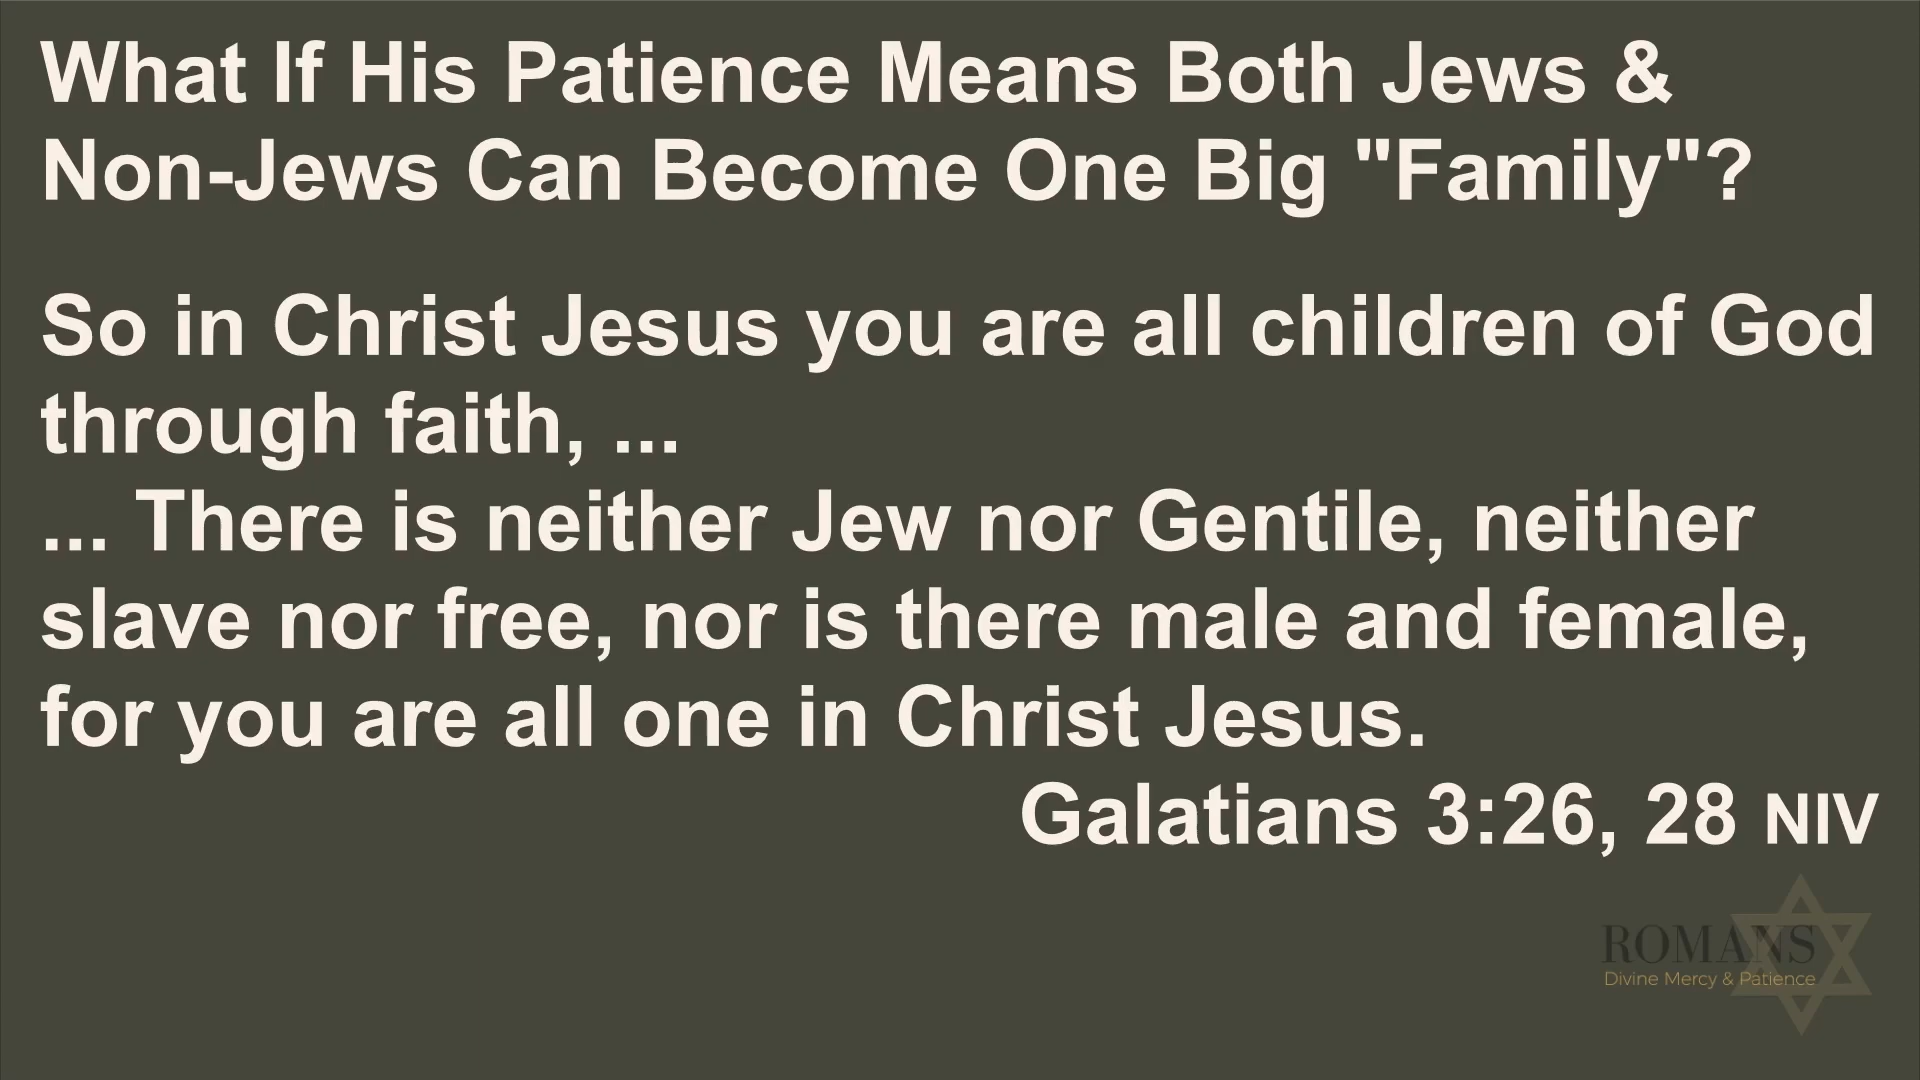 What If His Patience Means Both Jews &
Non-Jews Can Become One Big "Family"?
So in Christ Jesus you are all children of God
through faith, ...
... There is neither Jew nor Gentile, neither
slave nor free, nor is there male and female,
for you are all one in Christ Jesus.
Galatians 3:26, 28 NIV
ROMANS
Divine Mercy & Patience